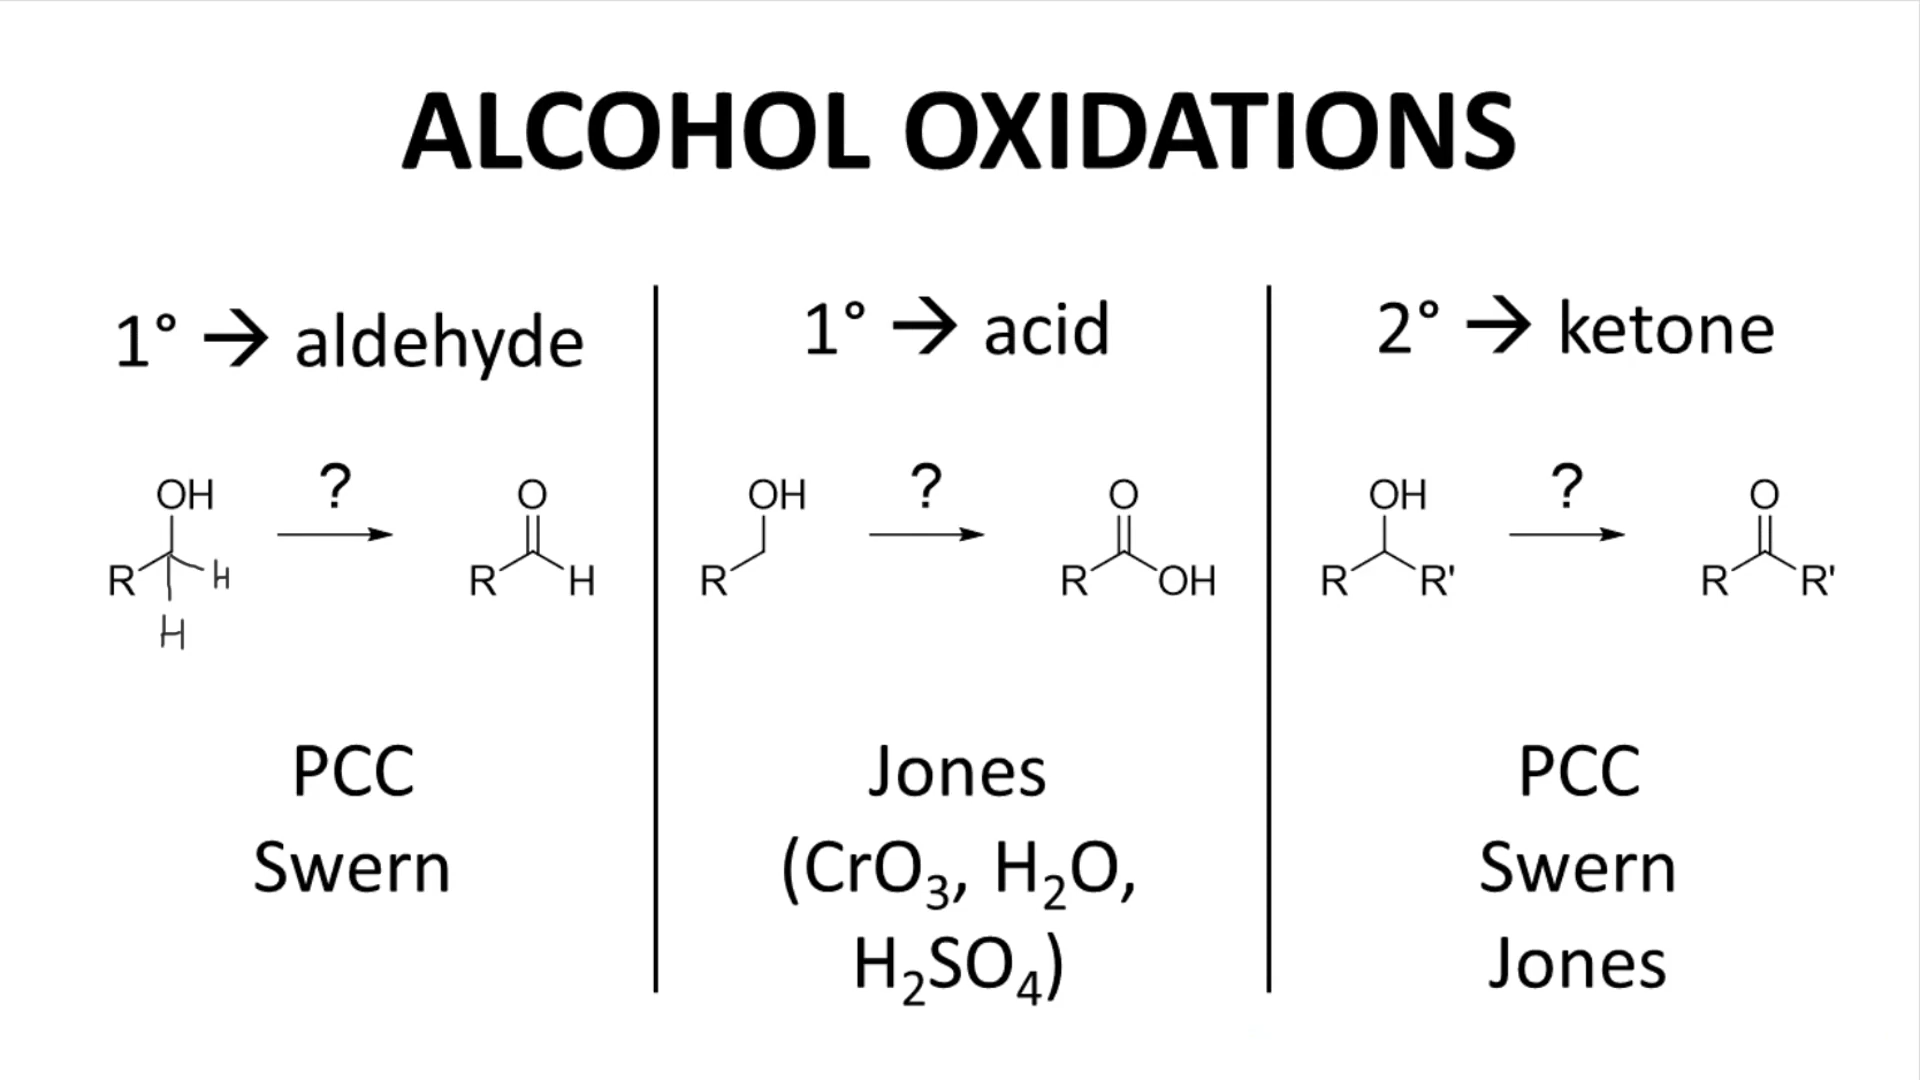 ALCOHOL OXIDATIONS
1° → aldehyde
OH
?
O
R
H
H
R
H
PCC
Swern
1° → acid
OH
?
O
R
R
OH
Jones
(CrO₃, H₂O,
H₂SO₄)
2° → ketone
OH
?
O
R
R'
R
R'
PCC
Swern
Jones